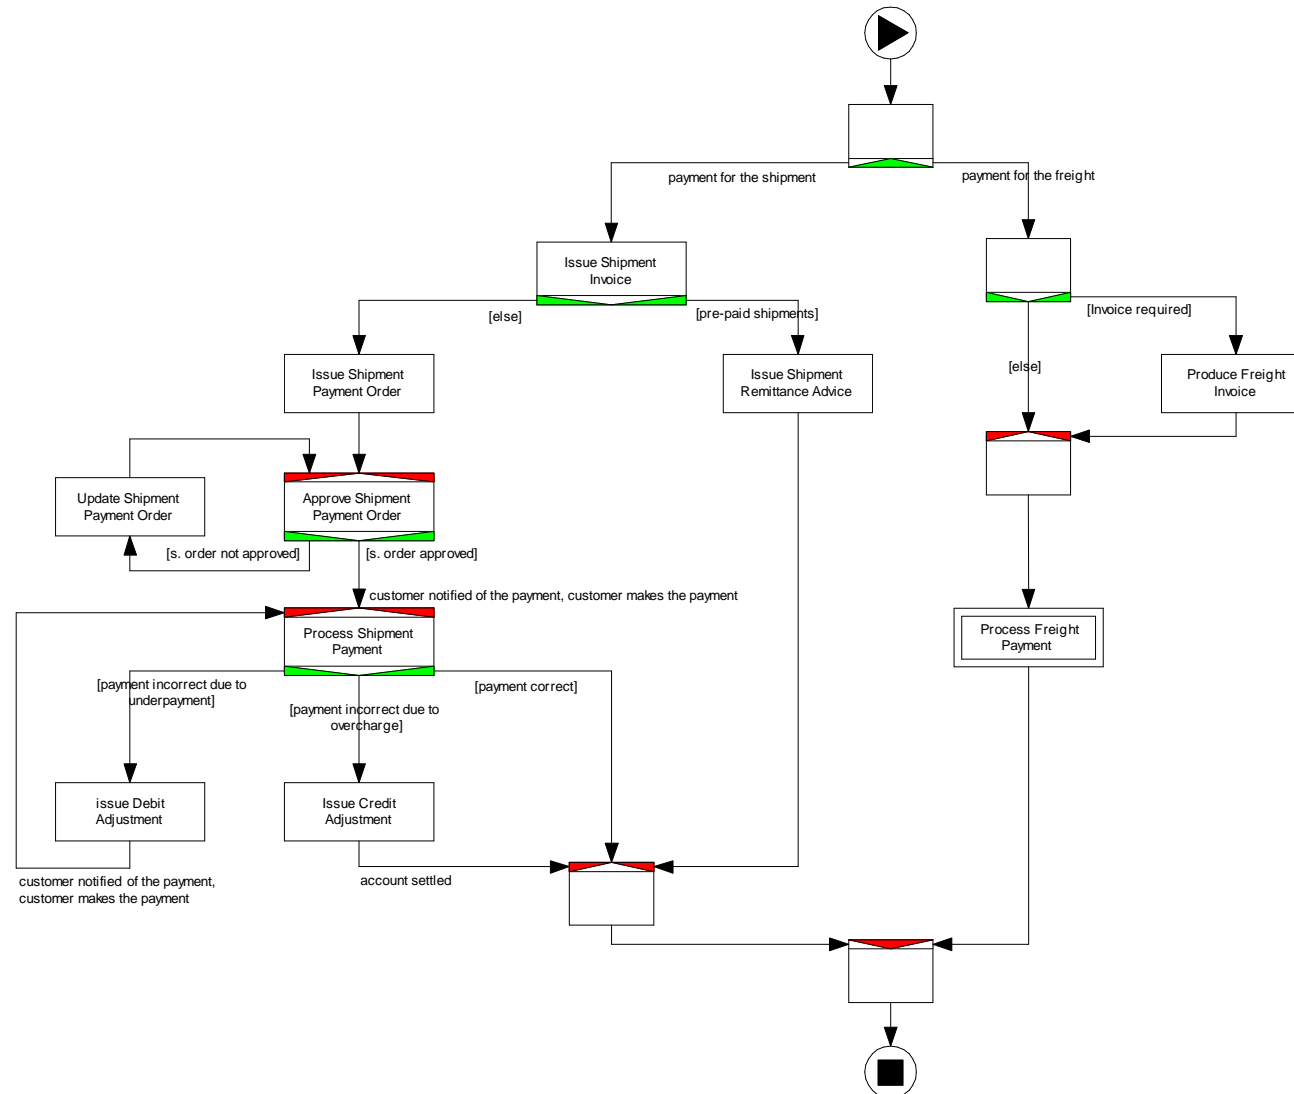 payment for the shipment
payment for the freight
Issue Shipment
Invoice
[else]
[pre-paid shipments]
[Invoice required]
Issue Shipment
Payment Order
Issue Shipment
Remittance Advice
[else]
Produce Freight
Invoice
Update Shipment
Payment Order
Approve Shipment
Payment Order
[s. order not approved]
[s. order approved]
customer notified of the payment, customer makes the payment
Process Shipment
Payment
Process Freight
Payment
[payment incorrect due to
underpayment]
[payment incorrect due to
overcharge]
[payment correct]
issue Debit
Adjustment
Issue Credit
Adjustment
account settled
customer notified of the payment,
customer makes the payment